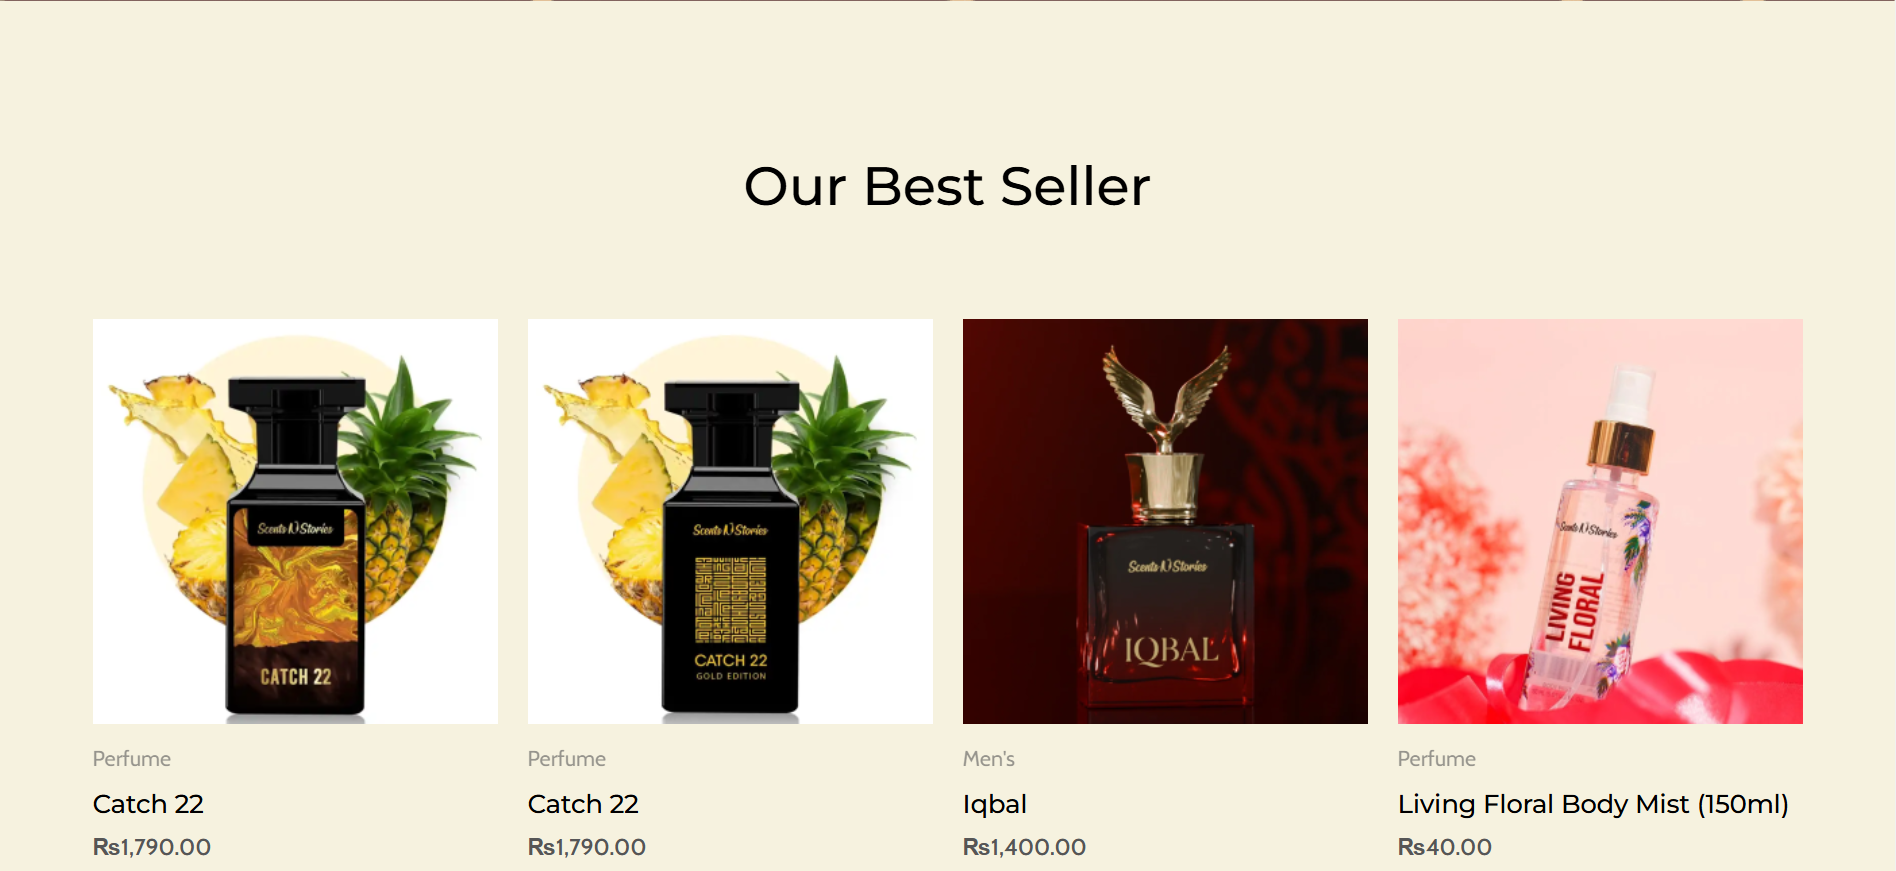 Our Best Seller
Scents N Stories
CATCH 22
Scents N Stories
CATCH 22
GOLD EDITION
Scents N Stories
IQBAL
Scents N Stories
LIVING
FLORAL
Perfume
Catch 22
Rs1,790.00
Perfume
Catch 22
Rs1,790.00
Men's
Iqbal
Rs1,400.00
Perfume
Living Floral Body Mist (150ml)
Rs40.00